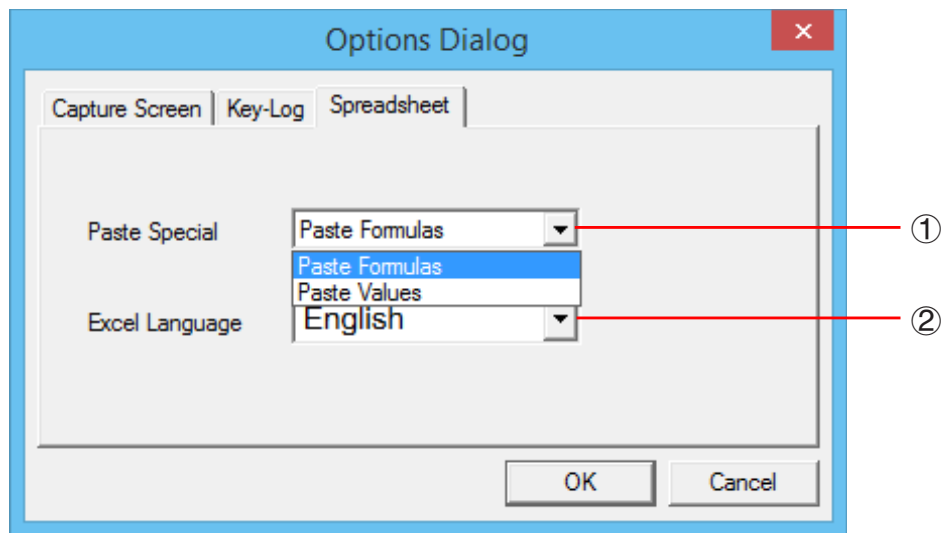 Options Dialog
Capture Screen Key-Log Spreadsheet
Paste Special Paste Formulas ①
Paste Formulas
Paste Values
Excel Language English ②
OK Cancel